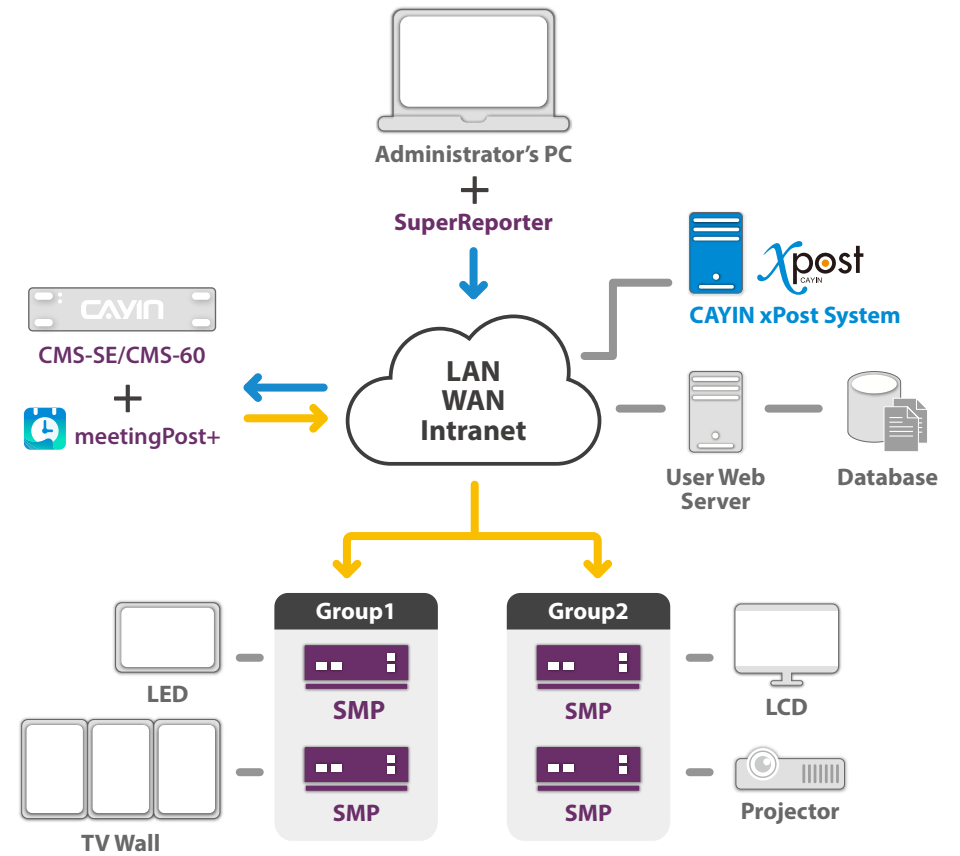 Administrator's PC
+
SuperReporter
CAYIN
CMS-SE/CMS-60
+
meetingPost+
LAN
WAN
Intranet
Xpost
CAYIN
CAYIN xPost System
User Web
Server
Database
Group1
SMP
SMP
Group2
SMP
SMP
LED
TV Wall
LCD
Projector